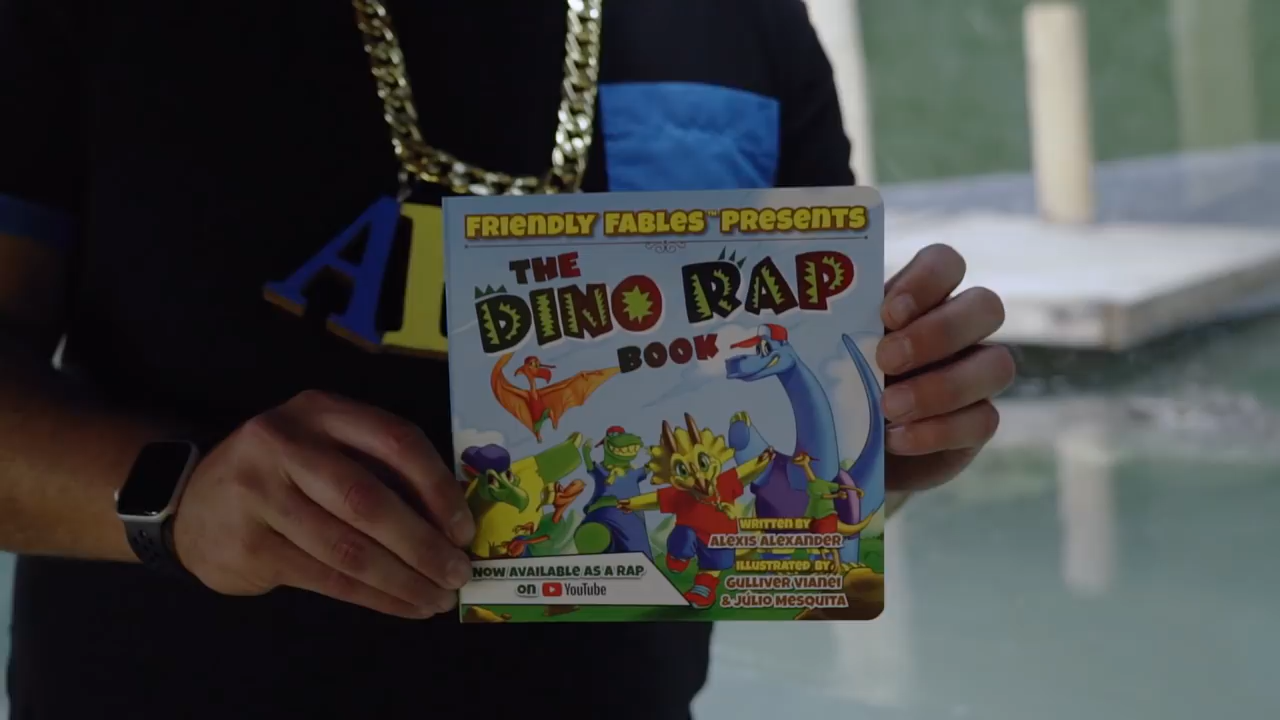 A
FRIENDLY FABLES™ PRESENTS
THE
DINO RAP
BOOK
WRITTEN BY
ALEXIS ALEXANDER
ILLUSTRATED BY
GULLIVER VIANEI
& JÚLIO MESQUITA
NOW AVAILABLE AS A RAP
ON YouTube